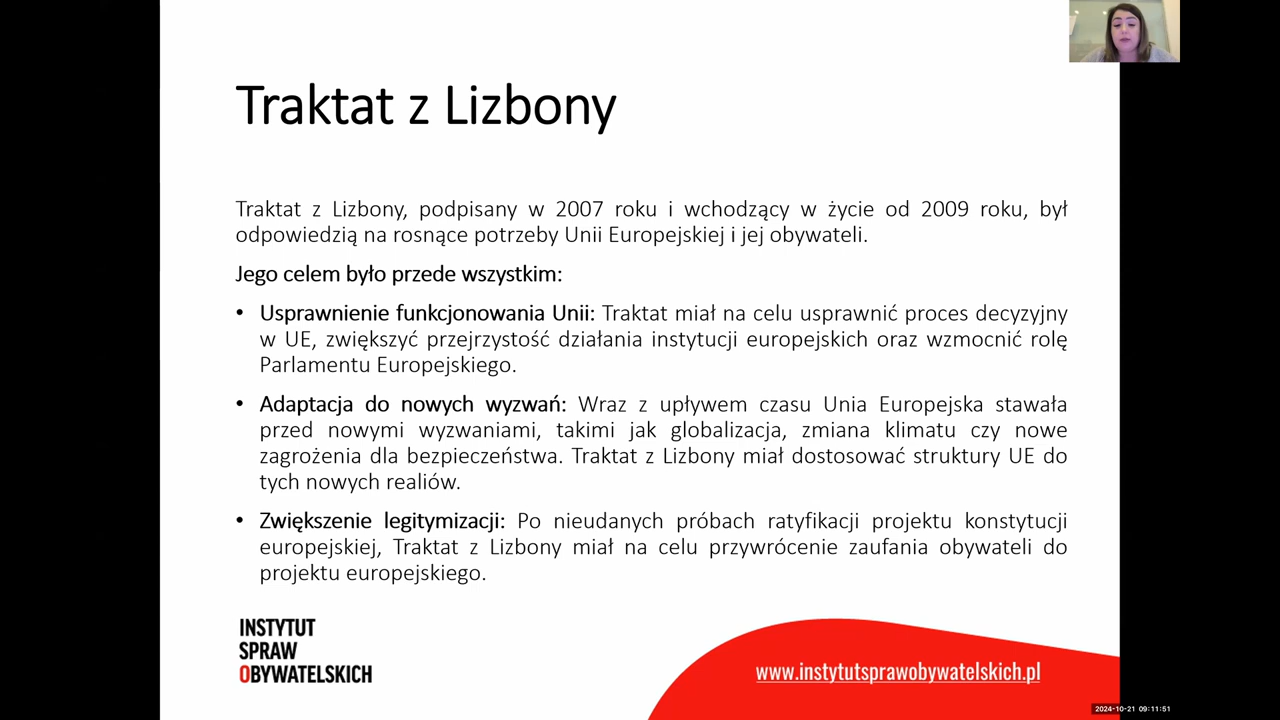 Traktat z Lizbony
Traktat z Lizbony, podpisany w 2007 roku i wchodzący w życie od 2009 roku, był
odpowiedzią na rosnące potrzeby Unii Europejskiej i jej obywateli.
Jego celem było przede wszystkim:
• Usprawnienie funkcjonowania Unii: Traktat miał na celu usprawnić proces decyzyjny
w UE, zwiększyć przejrzystość działania instytucji europejskich oraz wzmocnić rolę
Parlamentu Europejskiego.
• Adaptacja do nowych wyzwań: Wraz z upływem czasu Unia Europejska stawała
przed nowymi wyzwaniami, takimi jak globalizacja, zmiana klimatu czy nowe
zagrożenia dla bezpieczeństwa. Traktat z Lizbony miał dostosować struktury UE do
tych nowych realiów.
• Zwiększenie legitymizacji: Po nieudanych próbach ratyfikacji projektu konstytucji
europejskiej, Traktat z Lizbony miał na celu przywrócenie zaufania obywateli do
projektu europejskiego.
INSTYTUT
SPRAW
OBYWATELSKICH
www.instytutsprawobywatelskich.pl
2024-10-21 09:11:51